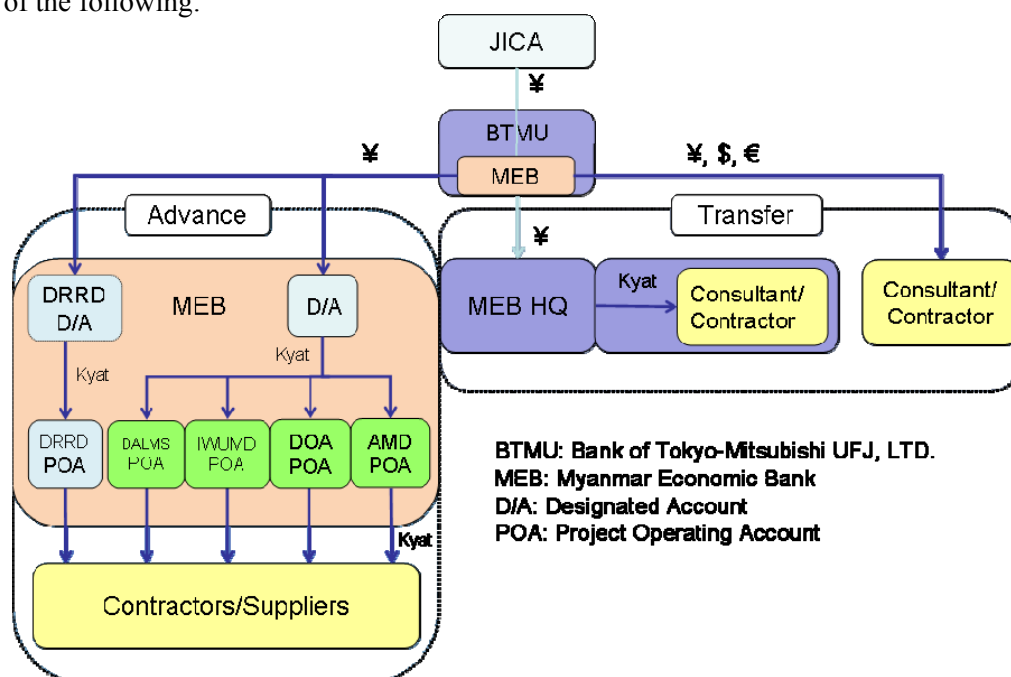 of the following.
JICA
¥
BTMU
MEB
¥
¥, $, €
Advance
Transfer
¥
DRRD
D/A
MEB
D/A
MEB HQ
Kyat
Consultant/
Contractor
Consultant/
Contractor
Kyat
Kyat
DRRD
POA
DALMS
POA
IWUMD
POA
DOA
POA
AMD
POA
Kyat
Contractors/Suppliers
BTMU: Bank of Tokyo-Mitsubishi UFJ, LTD.
MEB: Myanmar Economic Bank
D/A: Designated Account
POA: Project Operating Account